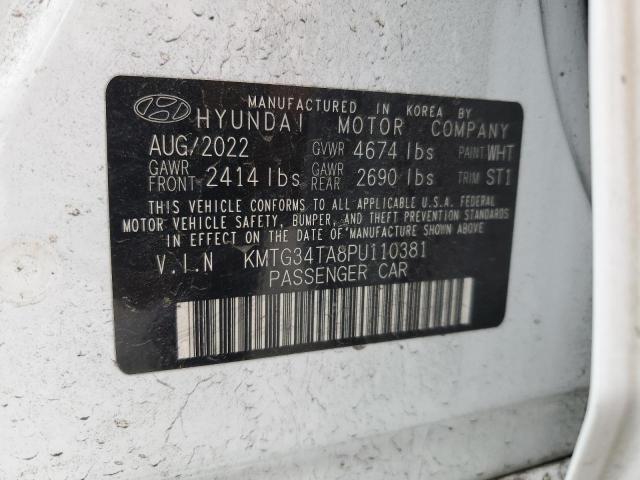 MANUFACTURED IN KOREA BY
HYUNDAI MOTOR COMPANY
AUG/2022 GVWR 4674 lbs PAINT WHT
GAWR FRONT 2414 lbs GAWR REAR 2690 lbs TRIM ST1
THIS VEHICLE CONFORMS TO ALL APPLICABLE U.S.A. FEDERAL
MOTOR VEHICLE SAFETY, BUMPER, AND THEFT PREVENTION STANDARDS
IN EFFECT ON THE DATE OF MANUFACTURE SHOWN ABOVE
V.I.N KMTG34TA8PU110381
PASSENGER CAR